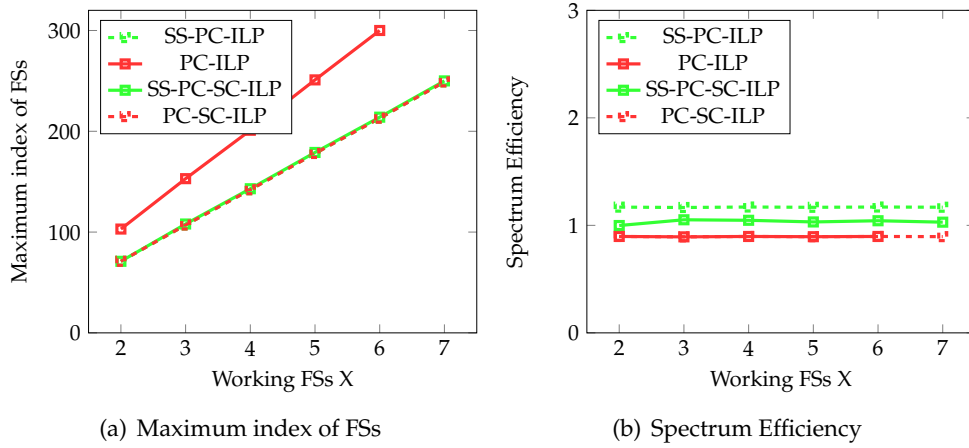 300
200
100
0
2 3 4 5 6 7
Maximum index of FSs
Working FSs X
SS-PC-ILP
PC-ILP
SS-PC-SC-ILP
PC-SC-ILP
(a) Maximum index of FSs
3
2
1
0
2 3 4 5 6 7
Spectrum Efficiency
Working FSs X
SS-PC-ILP
PC-ILP
SS-PC-SC-ILP
PC-SC-ILP
(b) Spectrum Efficiency